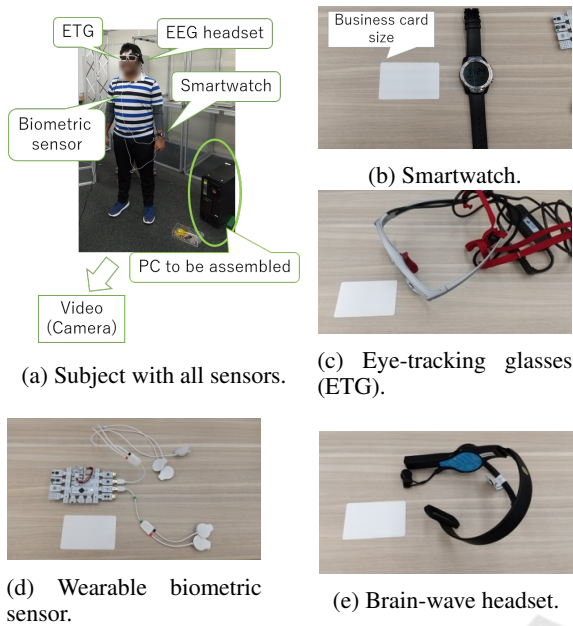 ETG
EEG headset
Smartwatch
Biometric
sensor
PC to be assembled
Video
(Camera)
(a) Subject with all sensors.
Business card
size
(b) Smartwatch.
(c) Eye-tracking glasses
(ETG).
(d) Wearable biometric
sensor.
(e) Brain-wave headset.